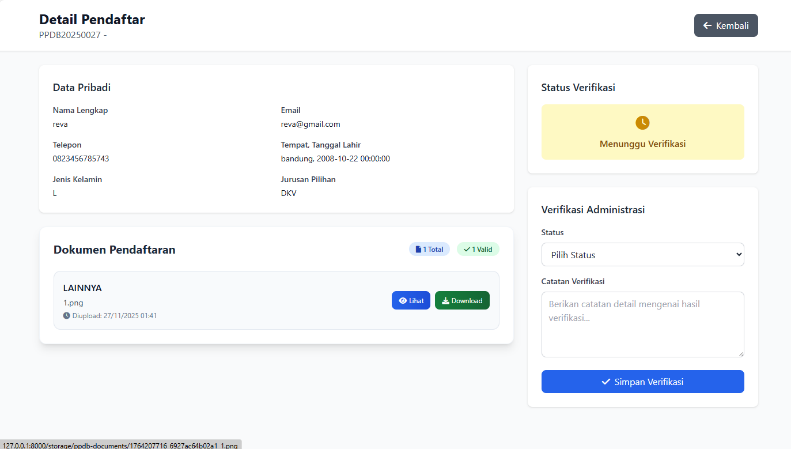 Detail Pendaftar
PPDB20250027 -
Kembali
Data Pribadi
Nama Lengkap
reva
Email
reva@gmail.com
Telepon
0823456785743
Tempat, Tanggal Lahir
bandung, 2008-10-22 00:00:00
Jenis Kelamin
L
Jurusan Pilihan
DKV
Dokumen Pendaftaran
1 Total
1 Valid
LAINNYA
1.png
Diupload: 27/11/2025 01:41
Lihat
Download
Status Verifikasi
Menunggu Verifikasi
Verifikasi Administrasi
Status
Pilih Status
Catatan Verifikasi
Berikan catatan detail mengenai hasil
verifikasi...
Simpan Verifikasi
127.0.0.1:8000/storage/ppdb-documents/1764207716_6927ac64b02a1_1.png